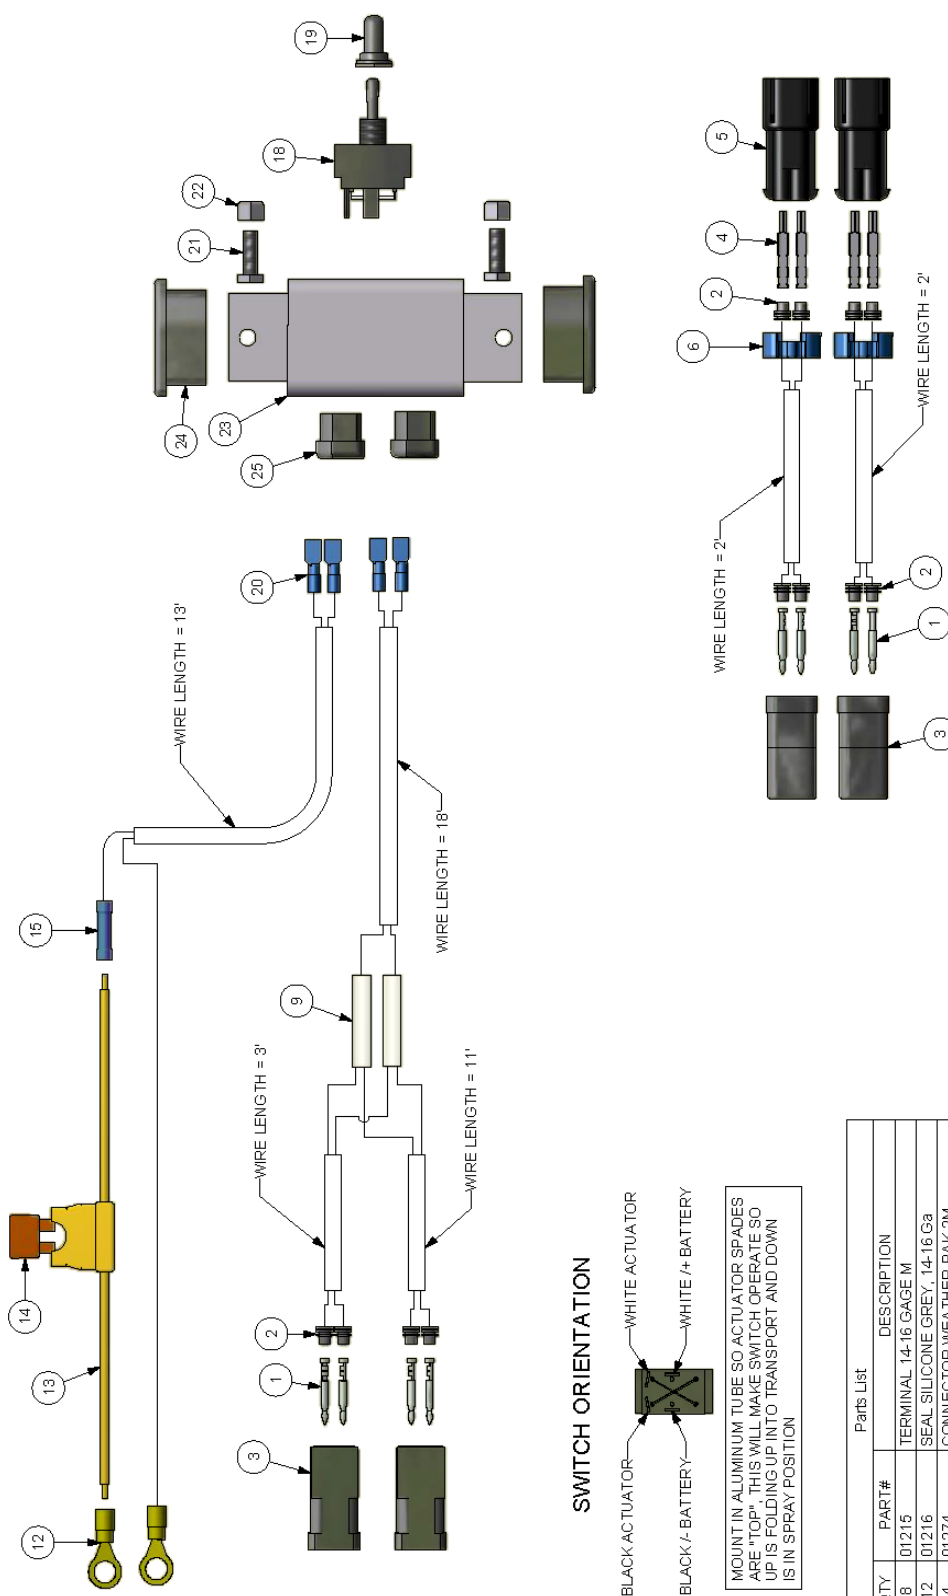 19
18
22
21
24
23
25
5
4
2
6
WIRE LENGTH = 2'
WIRE LENGTH = 2'
2
1
3
20
WIRE LENGTH = 13'
WIRE LENGTH = 18'
15
9
14
13
12
WIRE LENGTH = 3'
WIRE LENGTH = 11'
2
1
3
SWITCH ORIENTATION
BLACK ACTUATOR
WHITE ACTUATOR
BLACK /- BATTERY
WHITE /+ BATTERY
MOUNT IN ALUMINUM TUBE SO ACTUATOR SPADES
ARE "TOP", THIS WILL MAKE SWITCH OPERATE SO
UP IS FOLDING UP INTO TRANSPORT AND DOWN
IS IN SPRAY POSITION
Parts List
PART# DESCRIPTION
8 01215 TERMINAL 14-16 GAGE M
12 01216 SEAL SILICONE GREY, 14-16 Ga
01274 CONNECTOR WEATHER PAK 2M